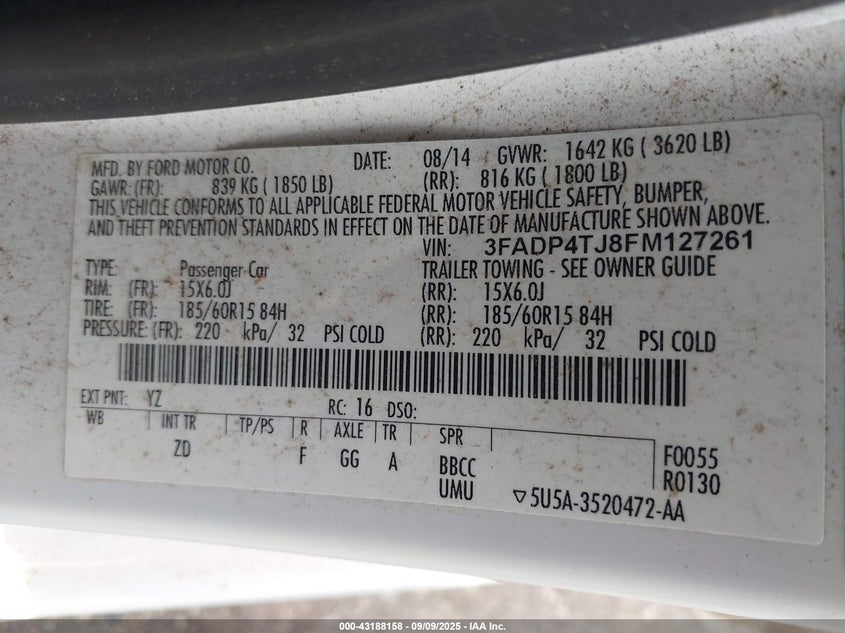 MFD. BY FORD MOTOR CO. DATE: 08/14 GVWR: 1642 KG ( 3620 LB)
GAWR: (FR): 839 KG ( 1850 LB) (RR): 816 KG ( 1800 LB)
THIS VEHICLE CONFORMS TO ALL APPLICABLE FEDERAL MOTOR VEHICLE SAFETY, BUMPER,
AND THEFT PREVENTION STANDARDS IN EFFECT ON THE DATE OF MANUFACTURE SHOWN ABOVE.
VIN: 3FADP4TJ8FM127261
TYPE: Passenger Car TRAILER TOWING - SEE OWNER GUIDE
RIM: (FR): 15X6.0J (RR): 15X6.0J
TIRE: (FR): 185/60R15 84H (RR): 185/60R15 84H
PRESSURE: (FR): 220 kPa/ 32 PSI COLD (RR): 220 kPa/ 32 PSI COLD
EXT PNT: YZ RC: 16 DSO:
WB INT TR TP/PS R AXLE TR SPR
ZD F GG A BBCC F0055
UMU R0130
▽5U5A-3520472-AA
000-43188158 - 09/09/2025 - IAA Inc.